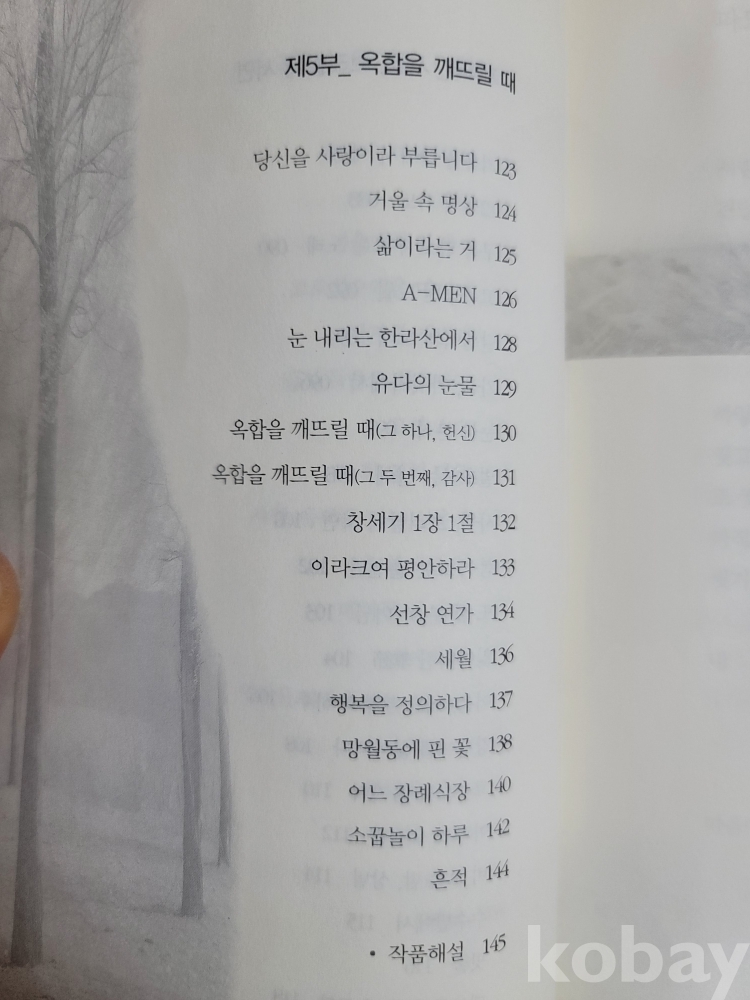 제5부_ 옥합을 깨뜨릴 때
당신을 사랑이라 부릅니다 123
거울 속 명상 124
삶이라는 거 125
A-MEN 126
눈 내리는 한라산에서 128
유다의 눈물 129
옥합을 깨뜨릴 때(그 하나, 헌신) 130
옥합을 깨뜨릴 때(그 두 번째, 감사) 131
창세기 1장 1절 132
이라크여 평안하라 133
선창 연가 134
세월 136
행복을 정의하다 137
망월동에 핀 꽃 138
어느 장례식장 140
소꿉놀이 하루 142
흔적 144
• 작품해설 145
kobay